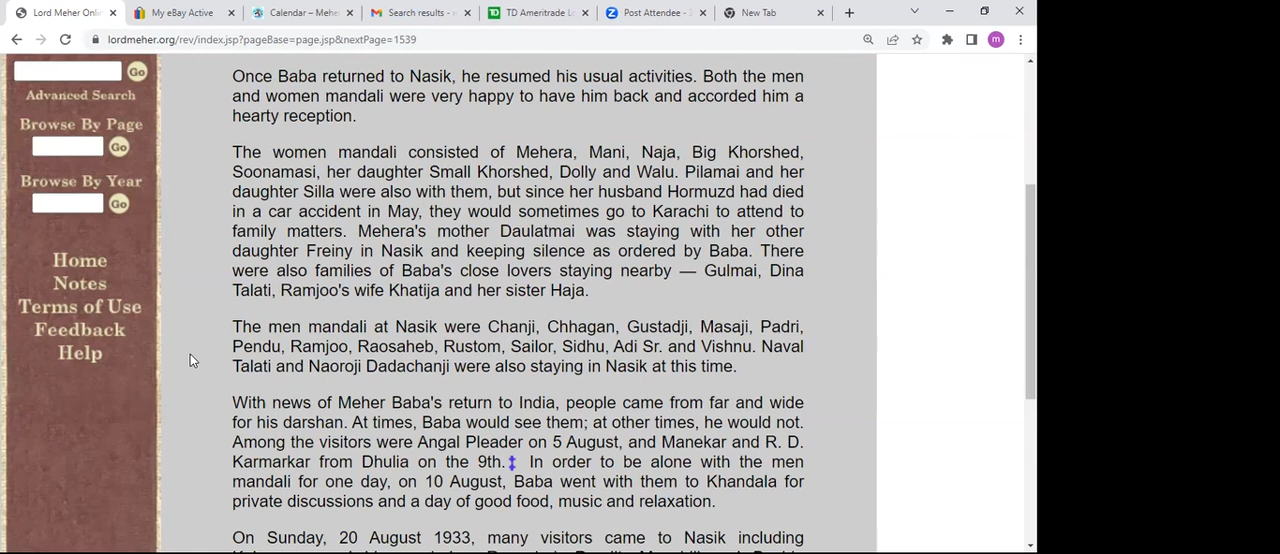 Lord Meher Onli
My eBay Active
Calendar – Mehe
Search results -
TD Ameritrade Lo
Post Attendee -
New Tab
lordmeher.org/rev/index.jsp?pageBase=page.jsp&nextPage=1539
m
Go
Advanced Search
Browse By Page
Go
Browse By Year
Go
Home
Notes
Terms of Use
Feedback
Help
Once Baba returned to Nasik, he resumed his usual activities. Both the men
and women mandali were very happy to have him back and accorded him a
hearty reception.
The women mandali consisted of Mehera, Mani, Naja, Big Khorshed,
Soonamasi, her daughter Small Khorshed, Dolly and Walu. Pilamai and her
daughter Silla were also with them, but since her husband Hormuzd had died
in a car accident in May, they would sometimes go to Karachi to attend to
family matters. Mehera's mother Daulatmai was staying with her other
daughter Freiny in Nasik and keeping silence as ordered by Baba. There
were also families of Baba's close lovers staying nearby — Gulmai, Dina
Talati, Ramjoo's wife Khatija and her sister Haja.
The men mandali at Nasik were Chanji, Chhagan, Gustadji, Masaji, Padri,
Pendu, Ramjoo, Raosaheb, Rustom, Sailor, Sidhu, Adi Sr. and Vishnu. Naval
Talati and Naoroji Dadachanji were also staying in Nasik at this time.
With news of Meher Baba's return to India, people came from far and wide
for his darshan. At times, Baba would see them; at other times, he would not.
Among the visitors were Angal Pleader on 5 August, and Manekar and R. D.
Karmarkar from Dhulia on the 9th.‡ In order to be alone with the men
mandali for one day, on 10 August, Baba went with them to Khandala for
private discussions and a day of good food, music and relaxation.
On Sunday, 20 August 1933, many visitors came to Nasik including